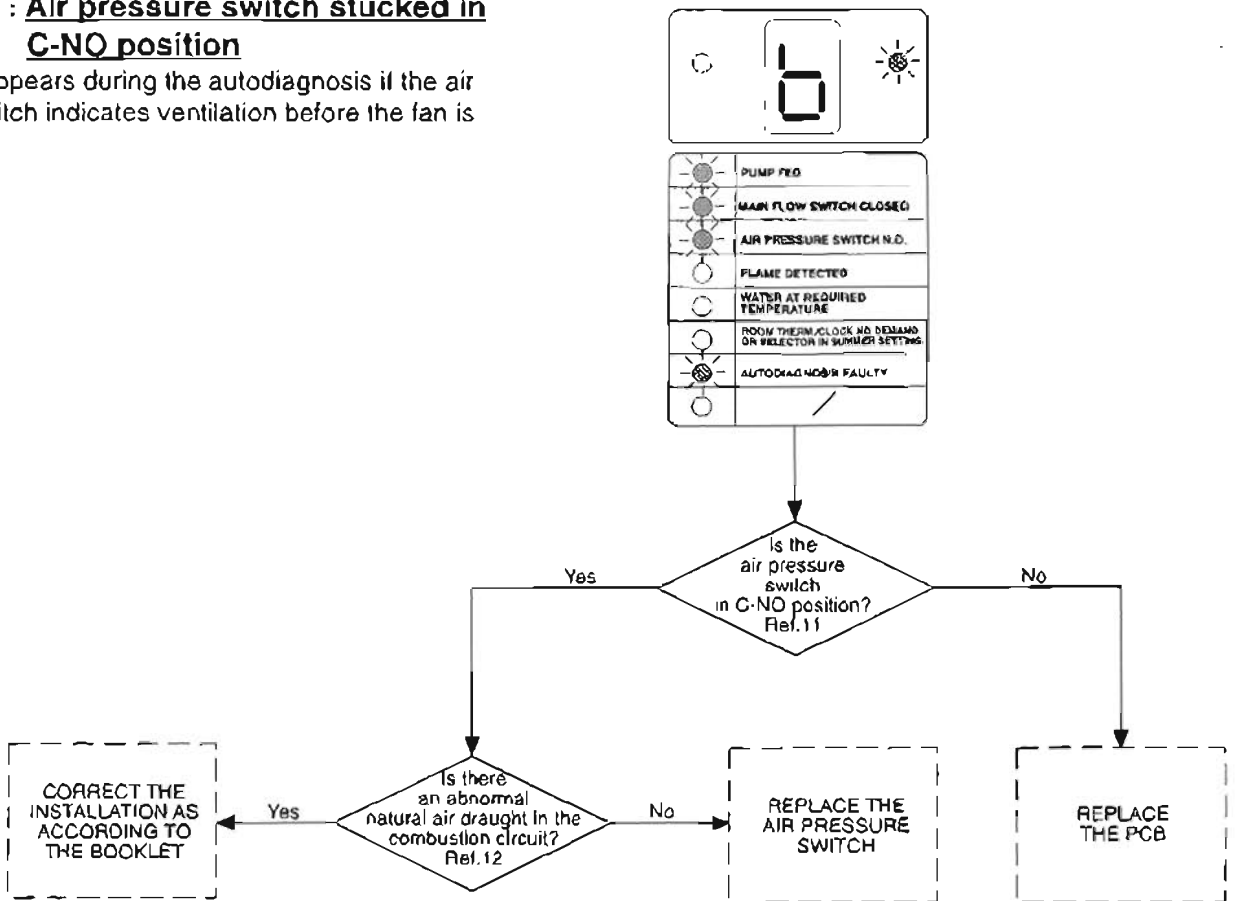 : Air pressure switch stucked in
C-NO position
ppears during the autodiagnosis if the air
itch indicates ventilation before the fan is
b
PUMP FED
MAIN FLOW SWITCH CLOSED
AIR PRESSURE SWITCH N.O.
FLAME DETECTED
WATER AT REQUIRED
TEMPERATURE
ROOM THERM./CLOCK NO DEMAND
OR SELECTOR IN SUMMER SETTING
AUTODIAGNOSIS FAULTY
/
Is the
air pressure
switch
in C-NO position?
Ref.11
Yes
No
Is there
an abnormal
natural air draught in the
combustion circuit?
Ref.12
Yes
No
CORRECT THE
INSTALLATION AS
ACCORDING TO
THE BOOKLET
REPLACE THE
AIR PRESSURE
SWITCH
REPLACE
THE PCB